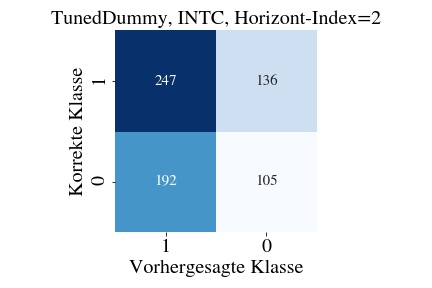 TunedDummy, INTC, Horizont-Index=2
Korrekte Klasse
1
247
136
0
192
105
1
0
Vorhergesagte Klasse